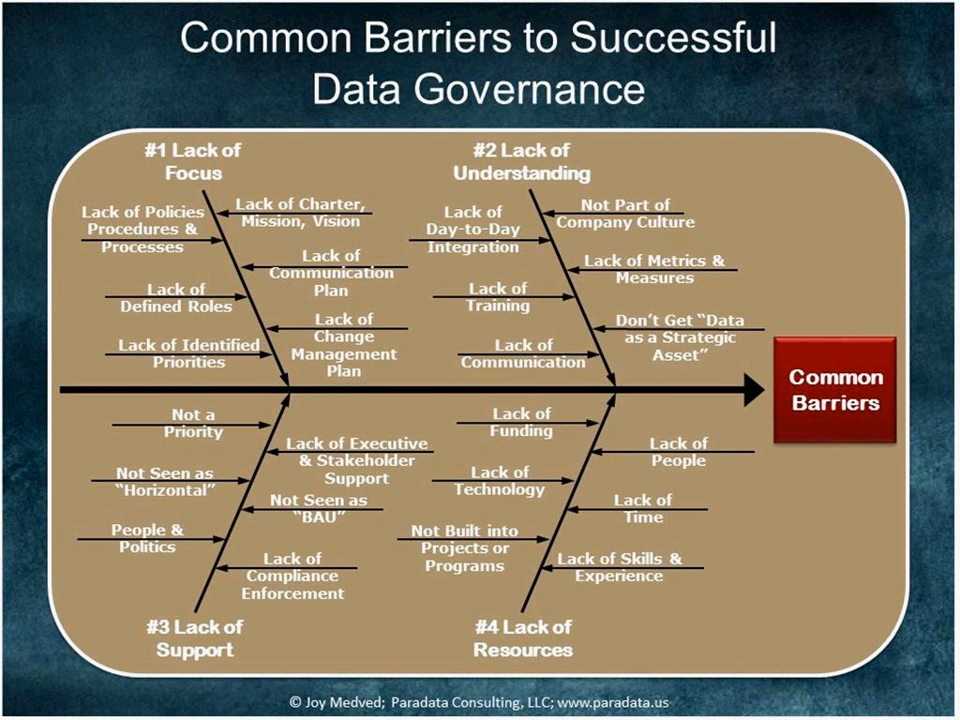 Common Barriers to Successful
Data Governance
#1 Lack of
Focus
Lack of Policies
Procedures &
Processes
Lack of
Defined Roles
Lack of Identified
Priorities
Lack of Charter,
Mission, Vision
Lack of
Communication
Plan
Lack of
Change
Management
Plan
#2 Lack of
Understanding
Lack of
Day-to-Day
Integration
Lack of
Training
Lack of
Communication
Not Part of
Company Culture
Lack of Metrics &
Measures
Don't Get “Data
as a Strategic
Asset”
Common
Barriers
Not a
Priority
Not Seen as
“Horizontal”
People &
Politics
Lack of Executive
& Stakeholder
Support
Not Seen as
“BAU”
Lack of
Compliance
Enforcement
#3 Lack of
Support
Lack of
Funding
Lack of
Technology
Not Built into
Projects or
Programs
Lack of
People
Lack of
Time
Lack of Skills &
Experience
#4 Lack of
Resources
© Joy Medved; Paradata Consulting, LLC; www.paradata.us